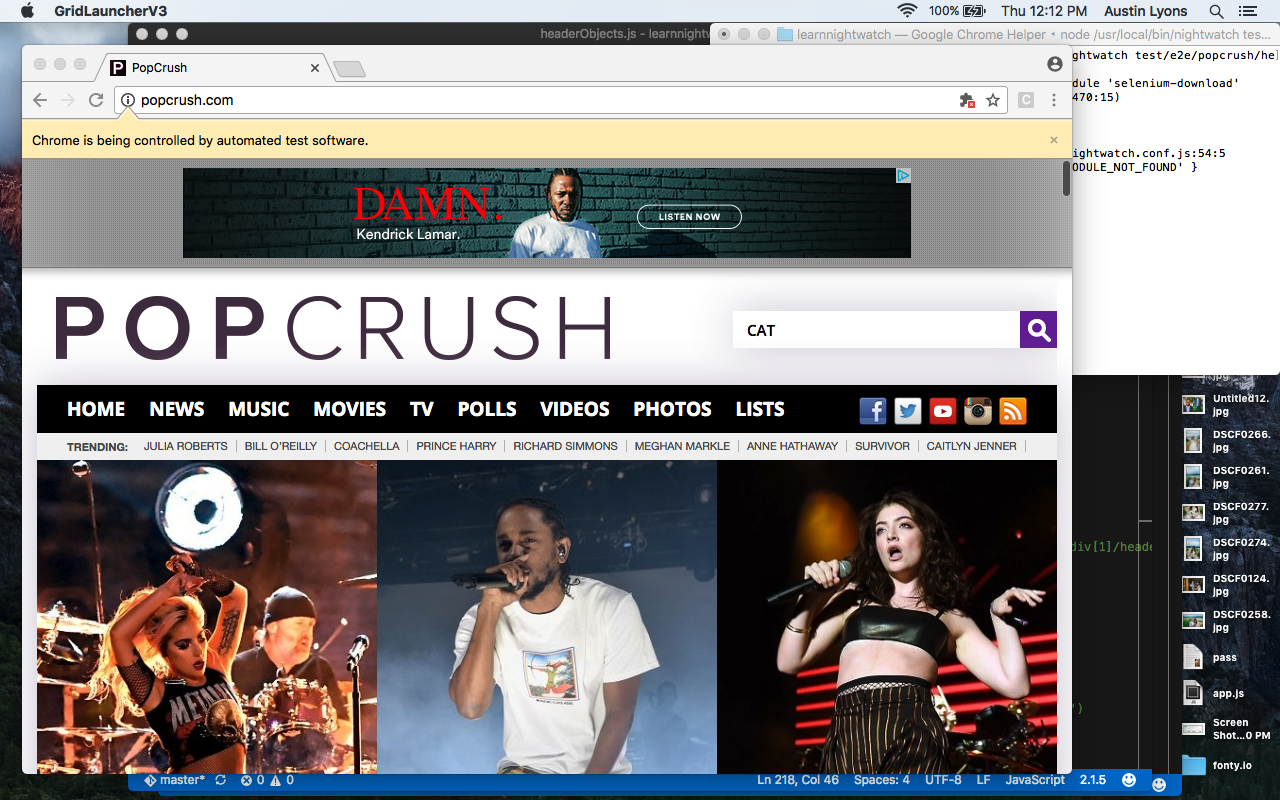 GridLauncherV3
100%
Thu 12:12 PM
Austin Lyons
headerObjects.js - learnnightw
learnnightwatch — Google Chrome Helper • node /usr/local/bin/nightwatch tes...
PopCrush
ghtwatch test/e2e/popcrush/he
dule 'selenium-download'
470:15)
ightwatch.conf.js:54:5
ODULE_NOT_FOUND' }
popcrush.com
Chrome is being controlled by automated test software.
DAMN.
Kendrick Lamar.
LISTEN NOW
POPCRUSH
CAT
HOME NEWS MUSIC MOVIES TV POLLS VIDEOS PHOTOS LISTS
TRENDING: JULIA ROBERTS BILL O'REILLY COACHELLA PRINCE HARRY RICHARD SIMMONS MEGHAN MARKLE ANNE HATHAWAY SURVIVOR CAITLYN JENNER
jpg
Untitled12.
jpg
DSCF0266.
jpg
DSCF0261.
jpg
DSCF0277.
jpg
DSCF0274.
jpg
DSCF0124.
jpg
DSCF0258.
jpg
pass
app.js
Screen
Shot...0 PM
fonty.io
div[1]/heade
')
master* 0 0
Ln 218, Col 46 Spaces: 4 UTF-8 LF JavaScript 2.1.5